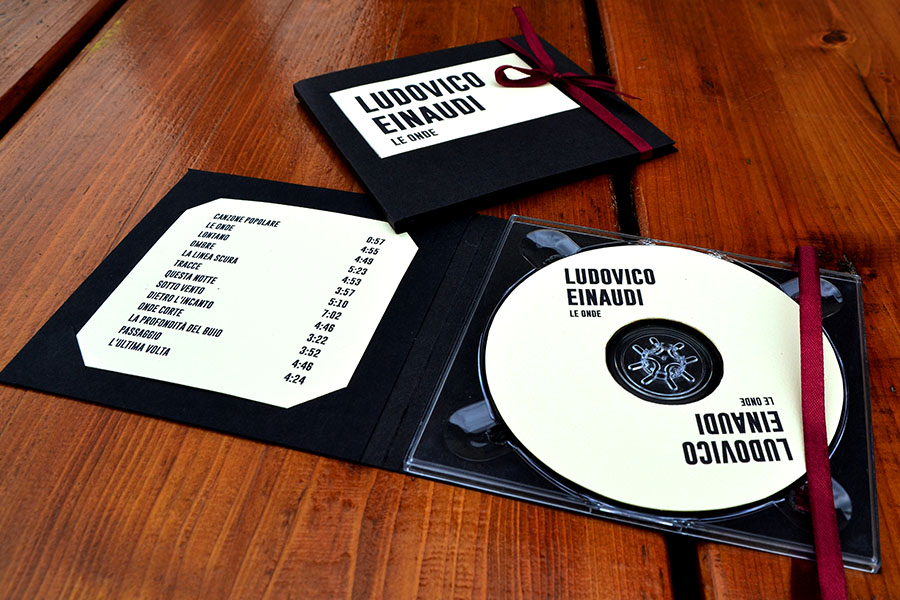 LUDOVICO
EINAUDI
LE ONDE
CANZONE POPOLARE 0:57
LE ONDE 4:55
LONTANO 4:49
OMBRE 5:23
LA LINEA SCURA 4:53
TRACCE 3:57
QUESTA NOTTE 5:10
SOTTO VENTO 7:02
DIETRO L'INCANTO 4:46
ONDE CORTE 3:22
LA PROFONDITÀ DEL BUIO 3:52
PASSAGGIO 4:46
L'ULTIMA VOLTA 4:24
LUDOVICO
EINAUDI
LE ONDE
LUDOVICO
EINAUDI
LE ONDE